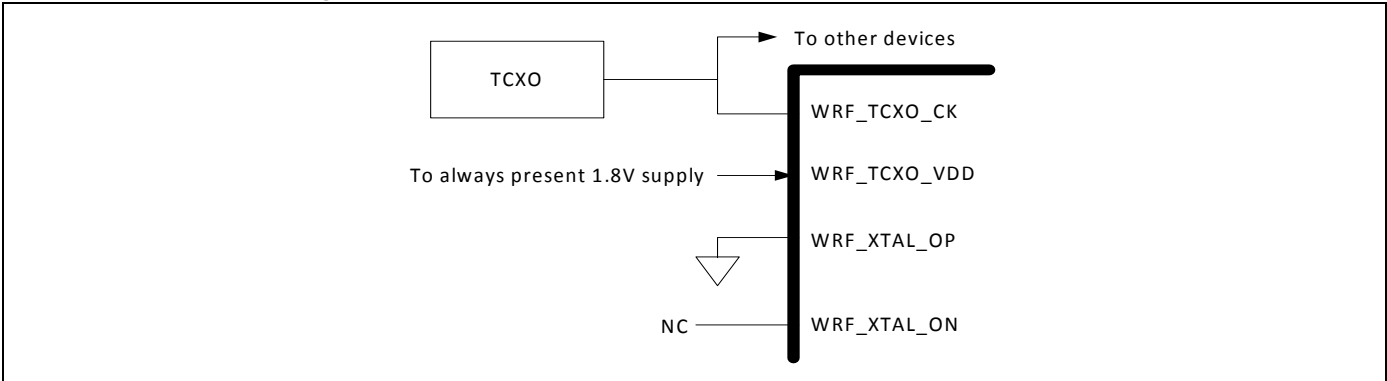 To other devices
TCXO
WRF_TCXO_CK
To always present 1.8V supply
WRF_TCXO_VDD
WRF_XTAL_OP
NC
WRF_XTAL_ON